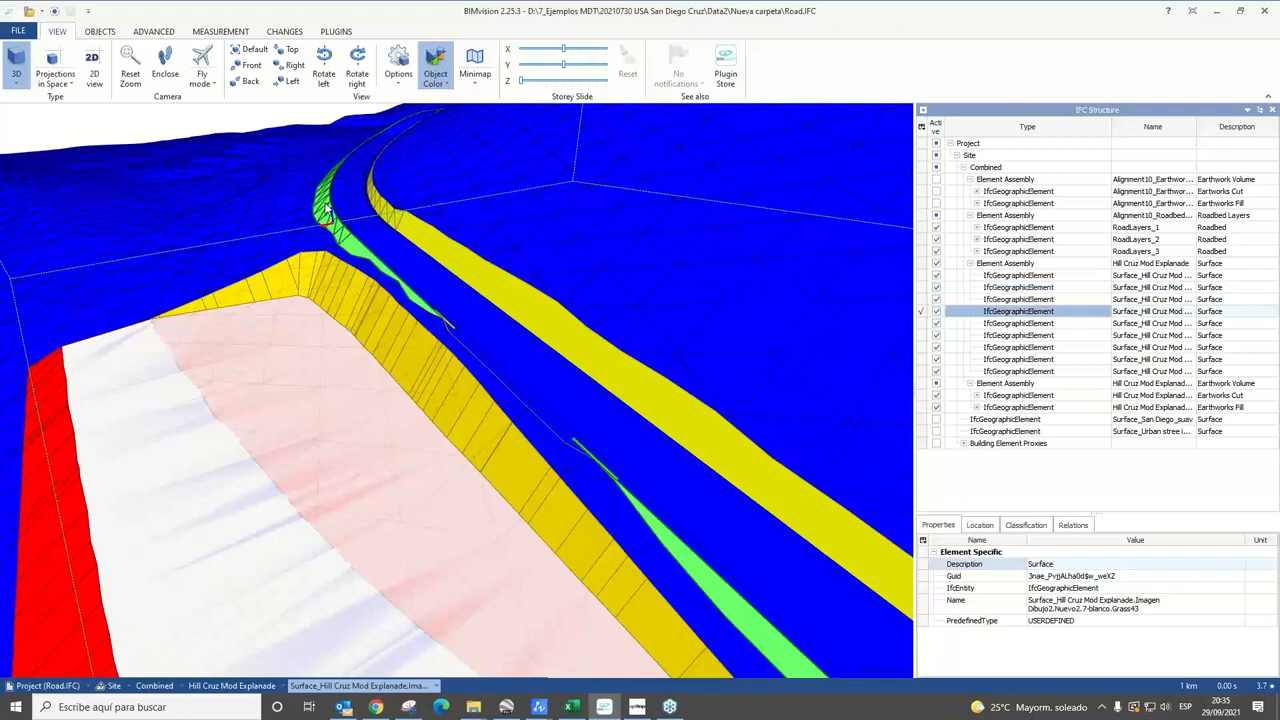 BIMvision 2.25.3 - D:\7_Ejemplos MDT\20210730 USA San Diego Cruz\Data2\Nueva carpeta\Road.IFC
FILE
VIEW
OBJECTS
ADVANCED
MEASUREMENT
CHANGES
PLUGINS
3D
Projections in Space
2D view
Type
Reset Zoom
Enclose
Fly mode
Camera
Default
Front
Back
Top
Right
Left
Rotate left
Rotate right
View
Options
Object Color
Minimap
X
Y
Z
Reset
Storey Slide
No notifications
Plugin Store
See also
IFC Structure
Active
Type
Name
Description
Project
Site
Combined
Element Assembly Alignment10_Earthwor... Earthwork Volume
IfcGeographicElement Alignment10_Earthwor... Earthworks Cut
IfcGeographicElement Alignment10_Earthwor... Earthworks Fill
Element Assembly Alignment10_Roadbed... Roadbed Layers
IfcGeographicElement RoadLayers_1 Roadbed
IfcGeographicElement RoadLayers_2 Roadbed
IfcGeographicElement RoadLayers_3 Roadbed
Element Assembly Hill Cruz Mod Explanade Surface
IfcGeographicElement Surface_Hill Cruz Mod ... Surface
IfcGeographicElement Surface_Hill Cruz Mod ... Surface
IfcGeographicElement Surface_Hill Cruz Mod ... Surface
IfcGeographicElement Surface_Hill Cruz Mod ... Surface
IfcGeographicElement Surface_Hill Cruz Mod ... Surface
IfcGeographicElement Surface_Hill Cruz Mod ... Surface
IfcGeographicElement Surface_Hill Cruz Mod ... Surface
IfcGeographicElement Surface_Hill Cruz Mod ... Surface
IfcGeographicElement Surface_Hill Cruz Mod ... Surface
Element Assembly Hill Cruz Mod Explanad... Earthwork Volume
IfcGeographicElement Hill Cruz Mod Explanad... Eartworks Cut
IfcGeographicElement Hill Cruz Mod Explanad... Eartworks Fill
IfcGeographicElement Surface_San Diego_suav Surface
IfcGeographicElement Surface_Urban stree i... Surface
Building Element Proxies
Properties
Location
Classification
Relations
Name
Value
Unit
Element Specific
Description Surface
Guid 3nae_PvjjALha0d$w_weXZ
IfcEntity IfcGeographicElement
Name Surface_Hill Cruz Mod Explanade.Imagen
Dibujo2.Nuevo2.7-blanco.Grass43
PredefinedType USERDEFINED
Project (Road.IFC)
Site
Combined
Hill Cruz Mod Explanade
Surface_Hill Cruz Mod Explanade.Ima...
1 km
0.00 s
3.7
Escribe aquí para buscar
25°C Mayorm. soleado
ESP
20:35
29/09/2021